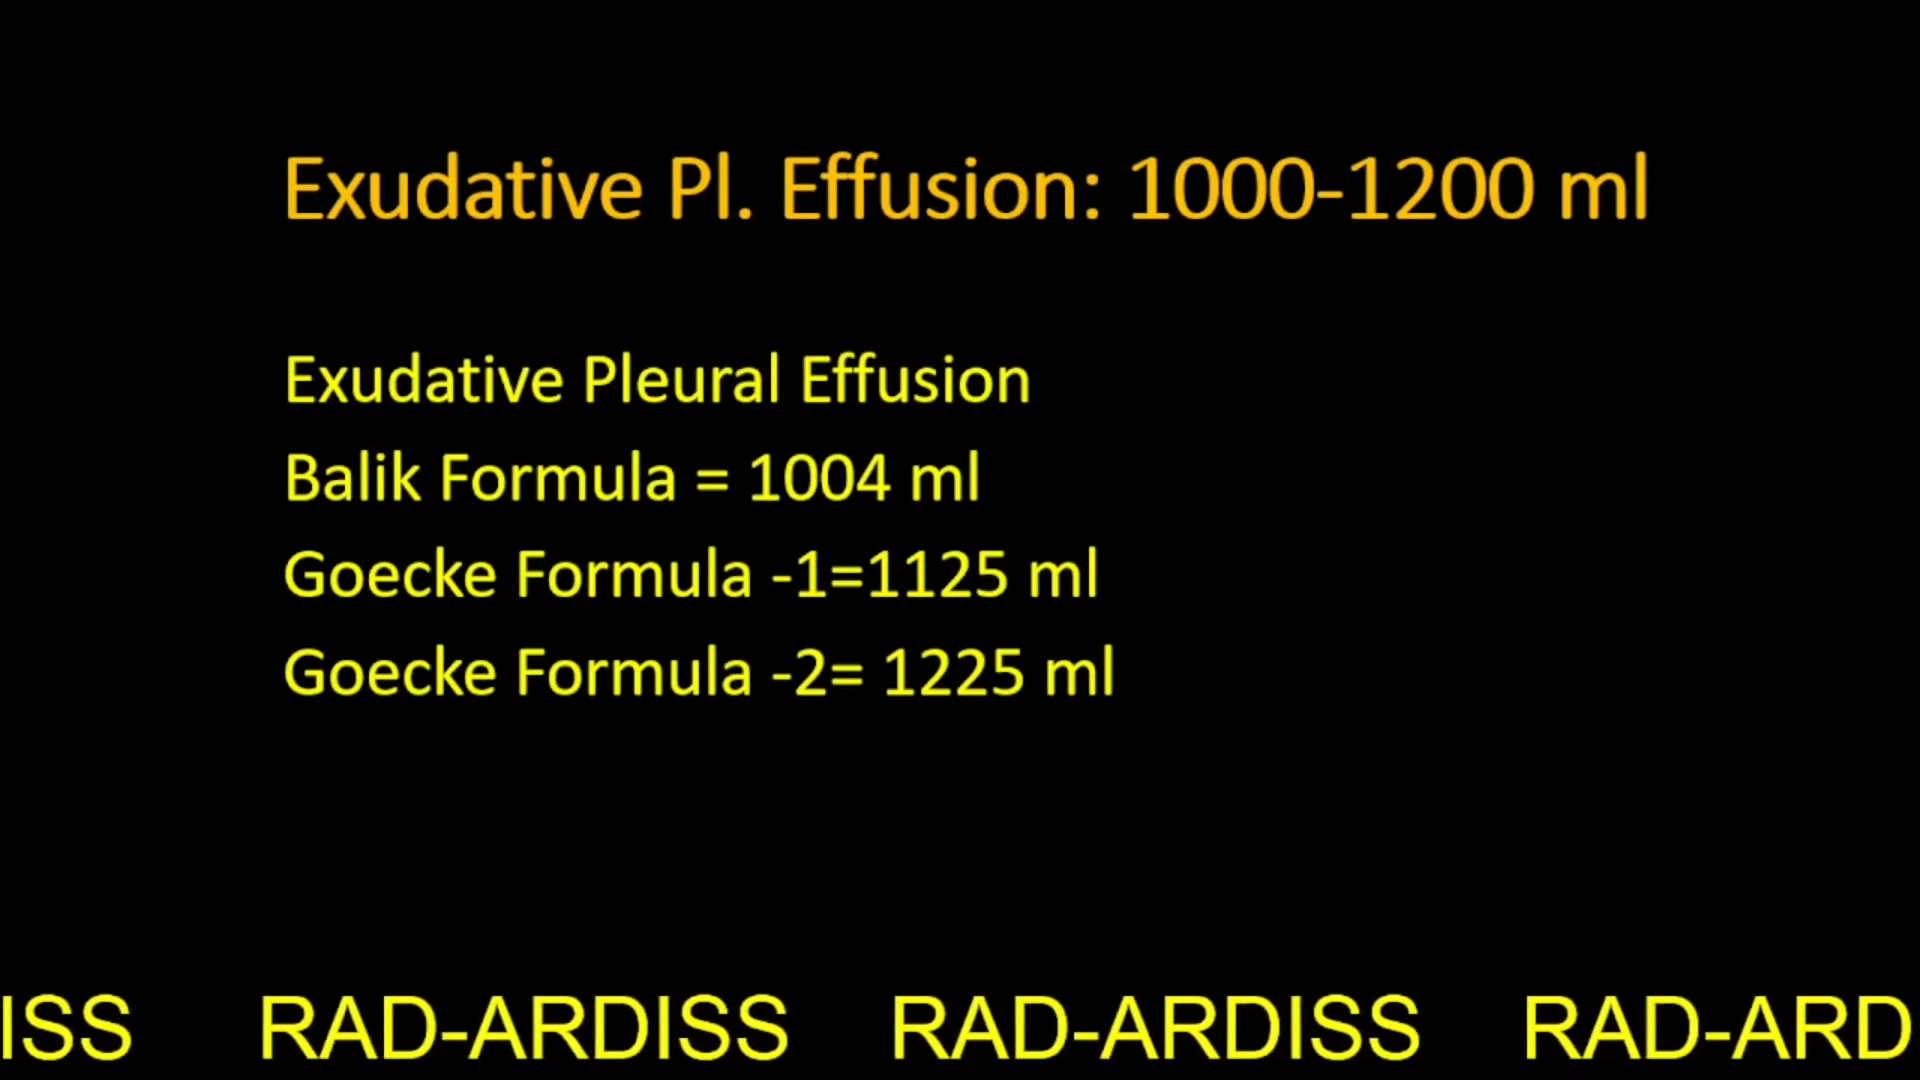 Exudative Pl. Effusion: 1000-1200 ml
Exudative Pleural Effusion
Balik Formula = 1004 ml
Goecke Formula -1=1125 ml
Goecke Formula -2= 1225 ml
ISS RAD-ARDISS RAD-ARDISS RAD-ARD